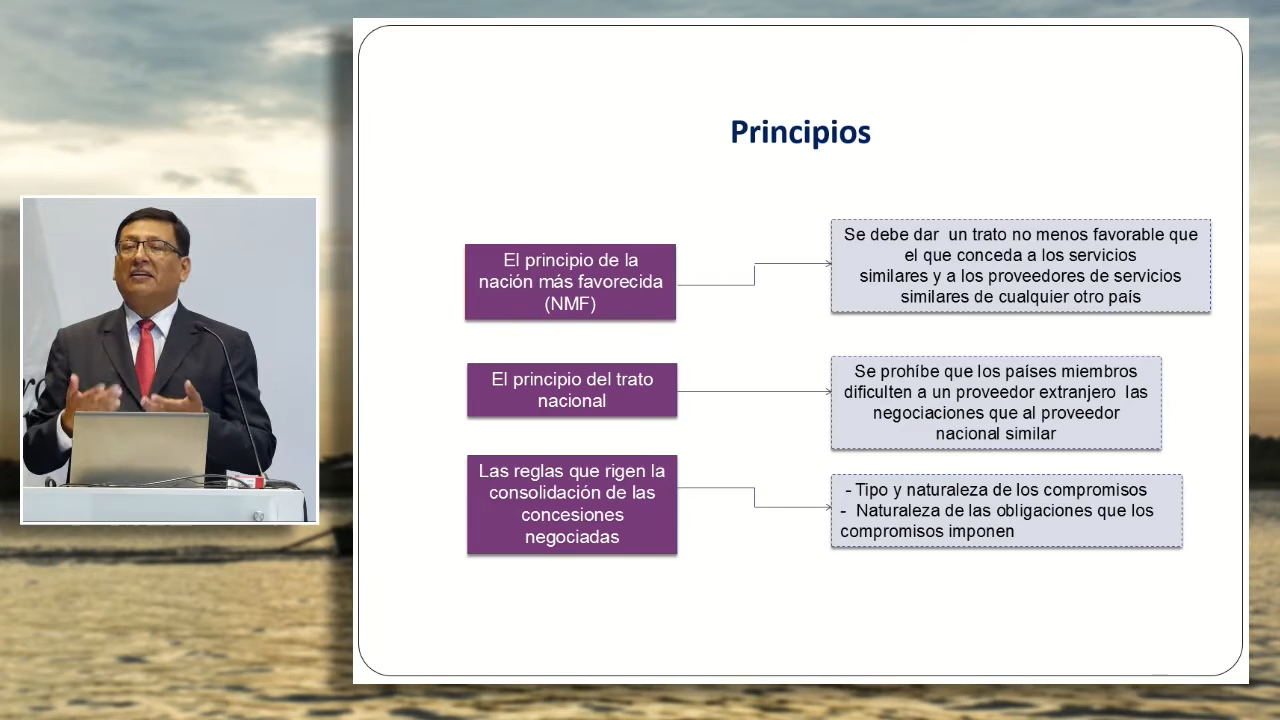 Principios
El principio de la
nación más favorecida
(NMF)
Se debe dar un trato no menos favorable que
el que conceda a los servicios
similares y a los proveedores de servicios
similares de cualquier otro país
El principio del trato
nacional
Se prohíbe que los países miembros
dificulten a un proveedor extranjero las
negociaciones que al proveedor
nacional similar
Las reglas que rigen la
consolidación de las
concesiones
negociadas
- Tipo y naturaleza de los compromisos
- Naturaleza de las obligaciones que los
compromisos imponen